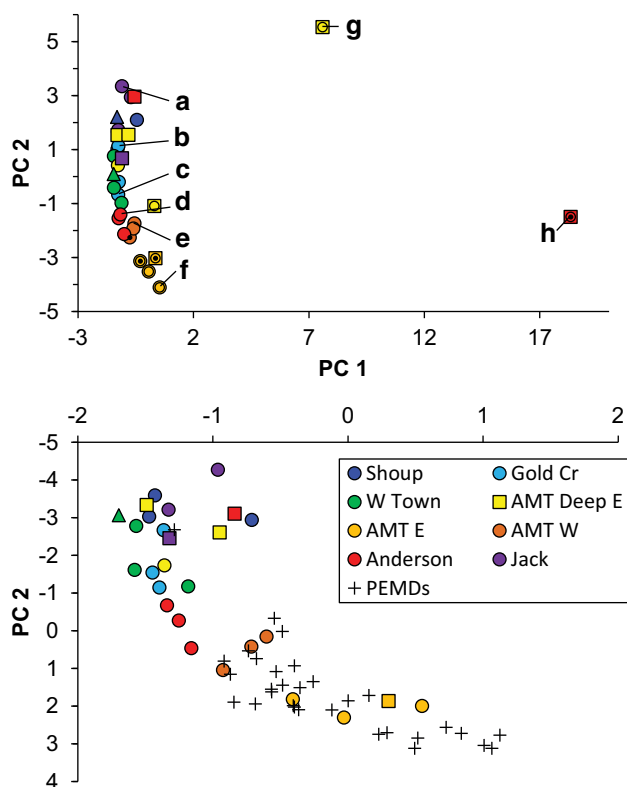 5
g
3
a
b
1
c
PC 2
d
-1
e
h
-3
f
-5
-3 2 7 12 17
PC 1
-2 -1 0 1 2
-5
-4
-3
-2
-1
0
1
2
3
4
PC 2
Shoup Gold Cr
W Town AMT Deep E
AMT E AMT W
Anderson Jack
PEMDs